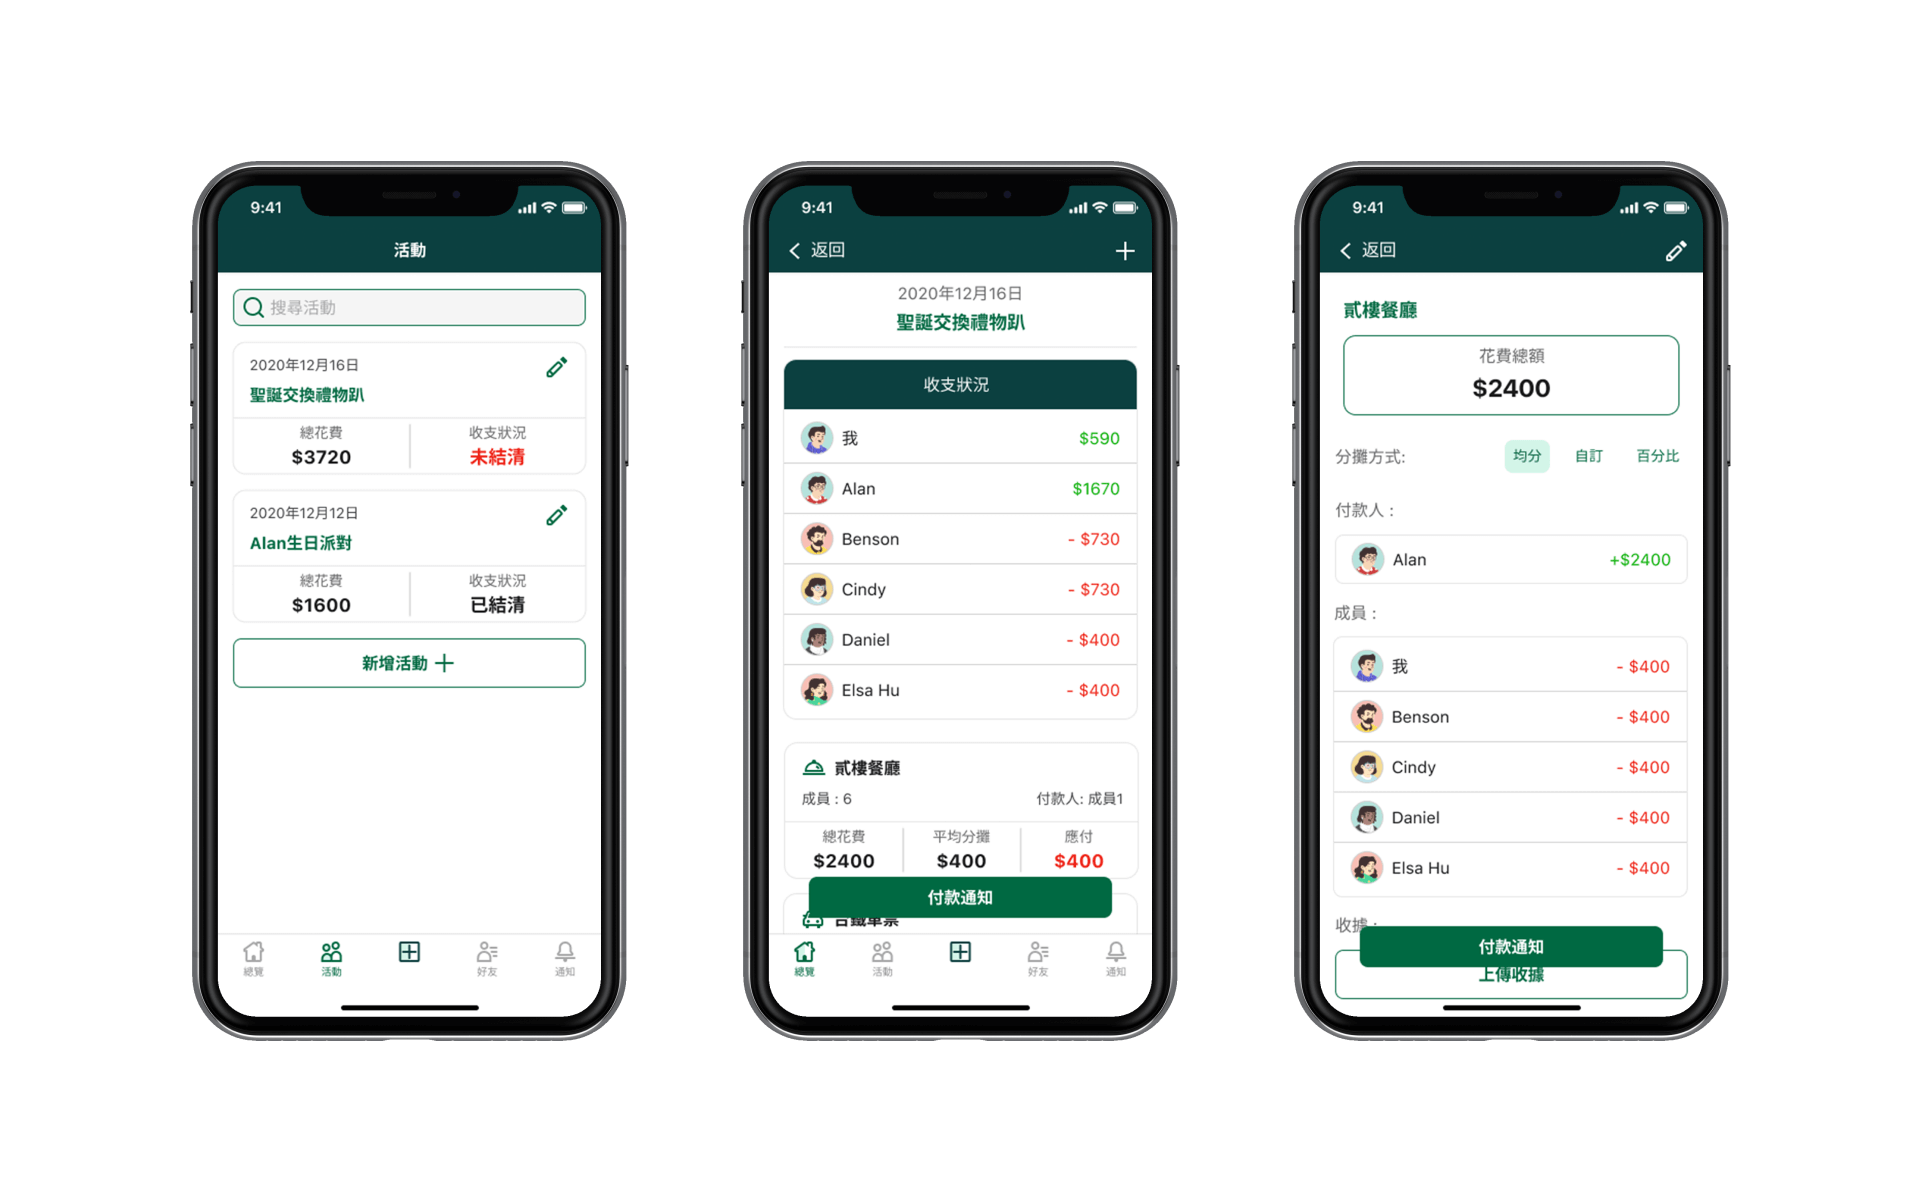 9:41
活動
搜尋活動
2020年12月16日
聖誕交換禮物趴
總花費
$3720
收支狀況
未結清
2020年12月12日
Alan生日派對
總花費
$1600
收支狀況
已結清
新增活動
總覽
活動
好友
通知
9:41
返回
2020年12月16日
聖誕交換禮物趴
收支狀況
我 $590
Alan $1670
Benson - $730
Cindy - $730
Daniel - $400
Elsa Hu - $400
貳樓餐廳
成員 : 6 付款人: 成員1
總花費
$2400
平均分攤
$400
應付
$400
付款通知
台鐵車票
總覽
活動
好友
通知
9:41
返回
貳樓餐廳
花費總額
$2400
分攤方式: 均分 自訂 百分比
付款人 :
Alan +$2400
成員 :
我 - $400
Benson - $400
Cindy - $400
Daniel - $400
Elsa Hu - $400
收據 :
付款通知
上傳收據